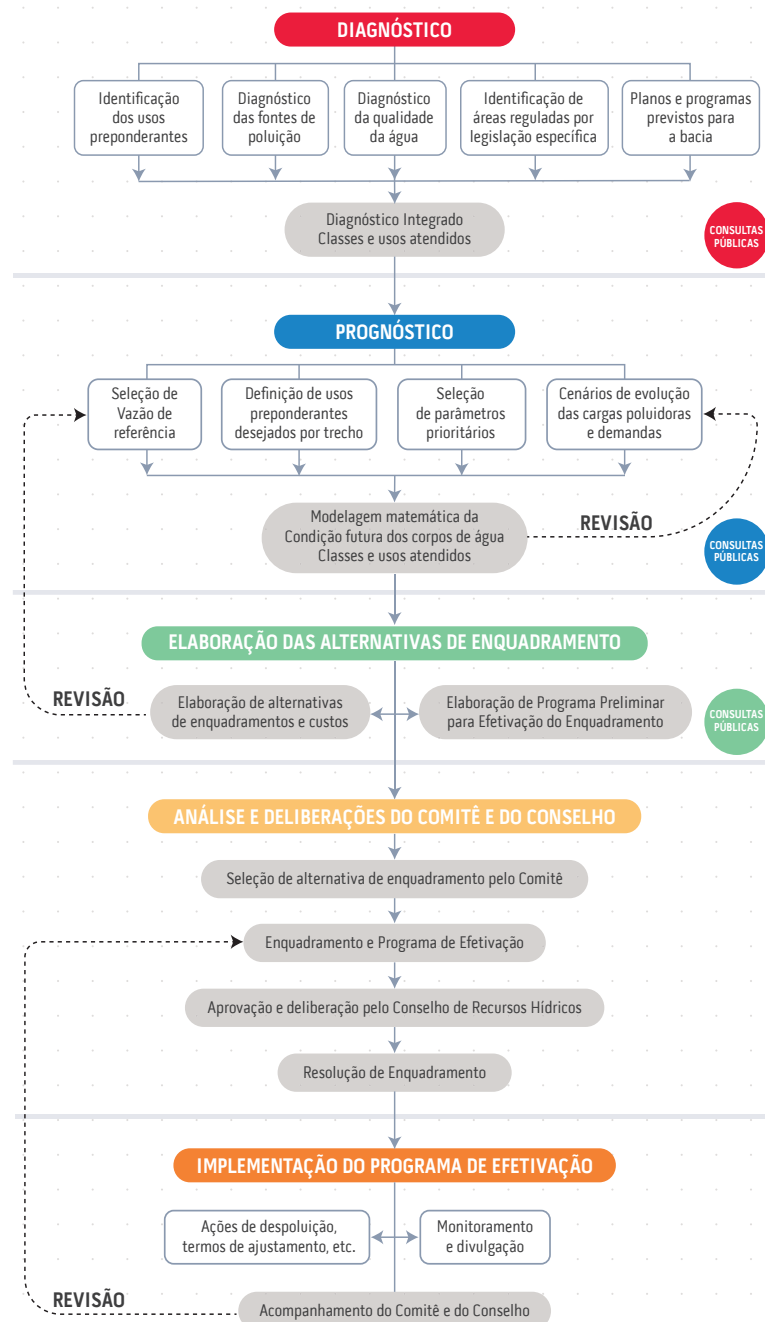 DIAGNÓSTICO
Identificação
dos usos
preponderantes
Diagnóstico
das fontes de
poluição
Diagnóstico
da qualidade
da água
Identificação de
áreas reguladas por
legislação específica
Planos e programas
previstos para
a bacia
Diagnóstico Integrado
Classes e usos atendidos
CONSULTAS
PÚBLICAS
PROGNÓSTICO
Seleção de
Vazão de
referência
Definição de usos
preponderantes
desejados por trecho
Seleção
de parâmetros
prioritários
Cenários de evolução
das cargas poluidoras
e demandas
Modelagem matemática da
Condição futura dos corpos de água
Classes e usos atendidos
REVISÃO
CONSULTAS
PÚBLICAS
ELABORAÇÃO DAS ALTERNATIVAS DE ENQUADRAMENTO
REVISÃO
Elaboração de alternativas
de enquadramentos e custos
Elaboração de Programa Preliminar
para Efetivação do Enquadramento
CONSULTAS
PÚBLICAS
ANÁLISE E DELIBERAÇÕES DO COMITÊ E DO CONSELHO
Seleção de alternativa de enquadramento pelo Comitê
Enquadramento e Programa de Efetivação
Aprovação e deliberação pelo Conselho de Recursos Hídricos
Resolução de Enquadramento
IMPLEMENTAÇÃO DO PROGRAMA DE EFETIVAÇÃO
Ações de despoluição,
termos de ajustamento, etc.
Monitoramento
e divulgação
REVISÃO
Acompanhamento do Comitê e do Conselho